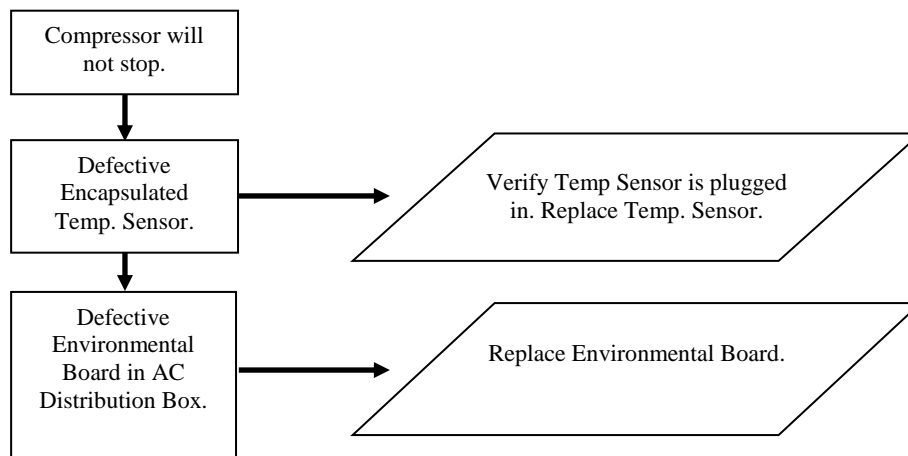 Compressor will
not stop.
Defective
Encapsulated
Temp. Sensor.
Verify Temp Sensor is plugged
in. Replace Temp. Sensor.
Defective
Environmental
Board in AC
Distribution Box.
Replace Environmental Board.